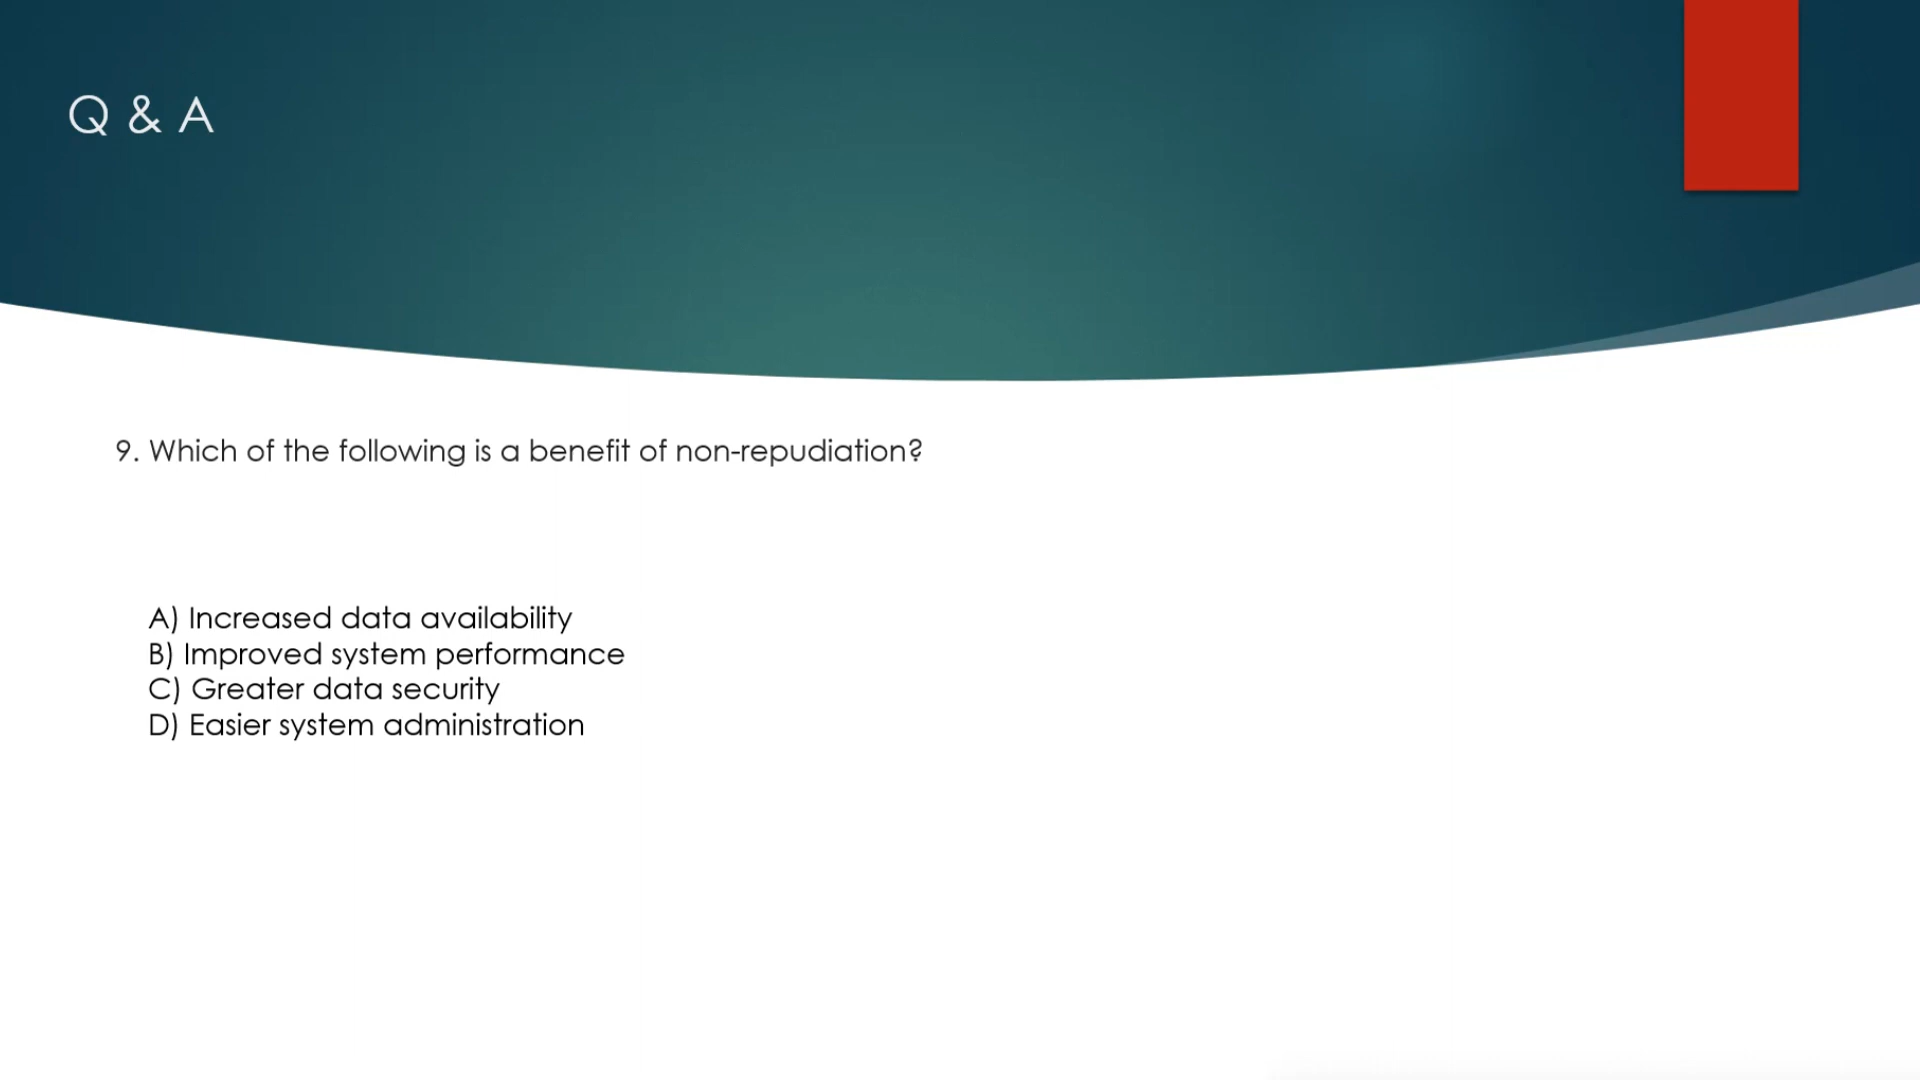 Q & A
9. Which of the following is a benefit of non-repudiation?
A) Increased data availability
B) Improved system performance
C) Greater data security
D) Easier system administration